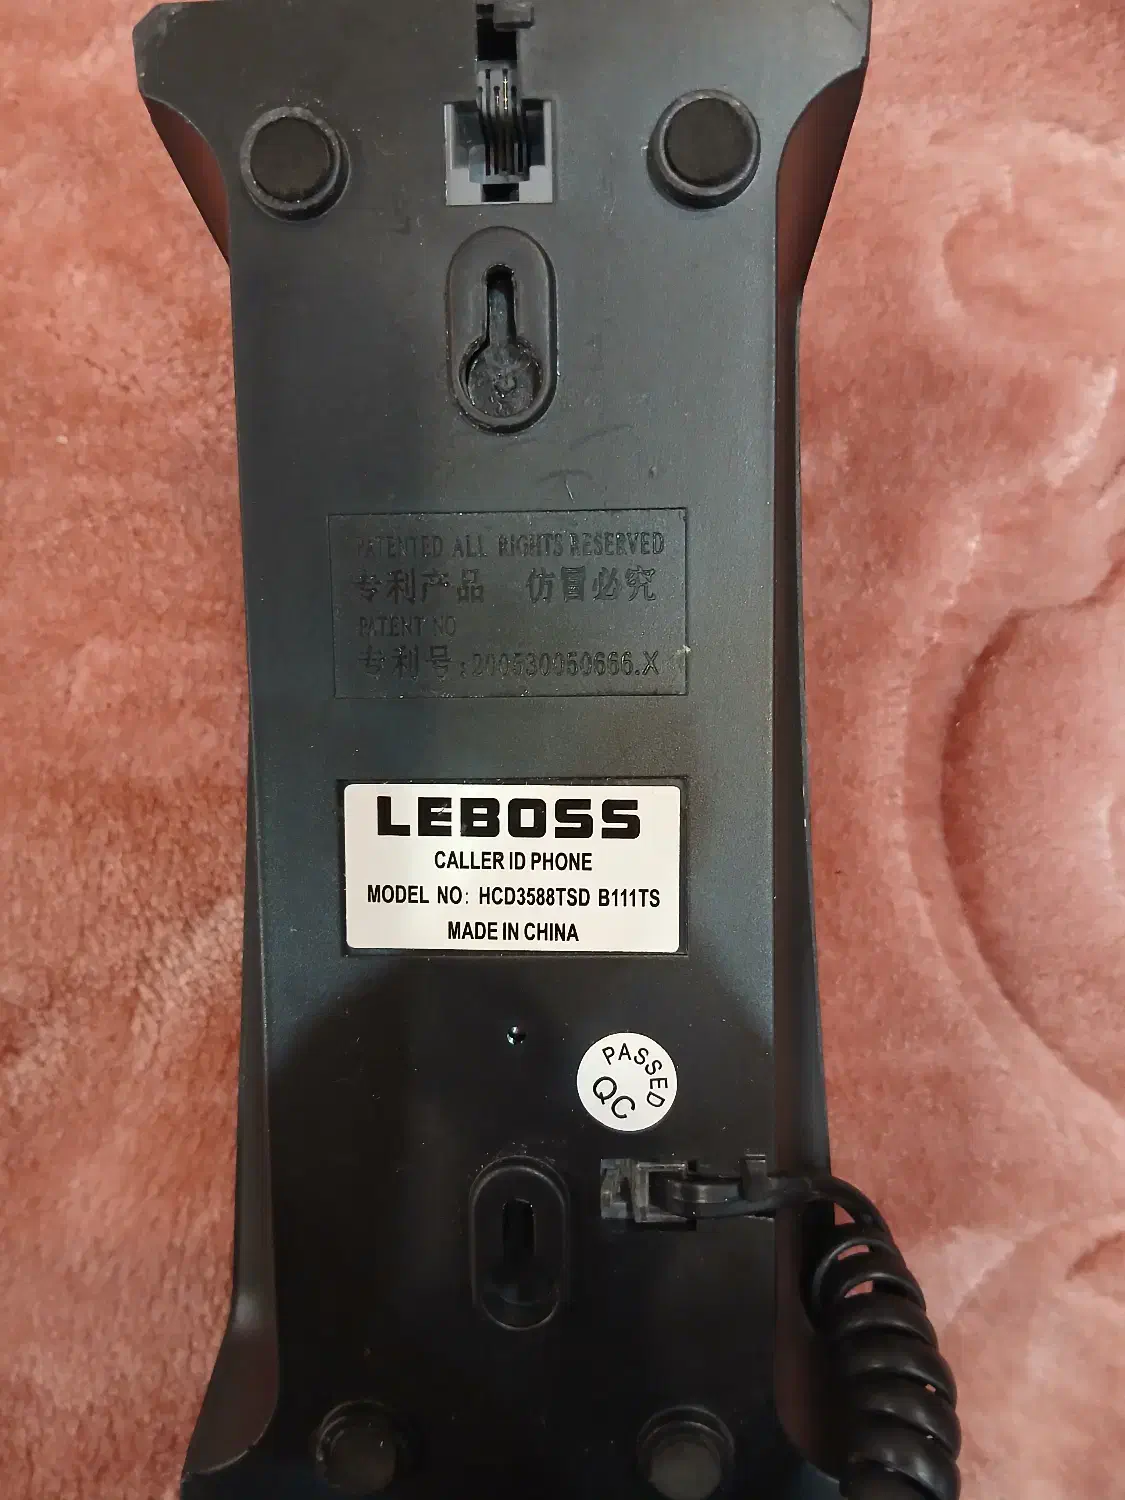 PATENTED ALL RIGHTS RESERVED
专利产品 仿冒必究
PATENT NO
专利号:200530050666.X
LEBOSS
CALLER ID PHONE
MODEL NO: HCD3588TSD B111TS
MADE IN CHINA
PASSED
QC